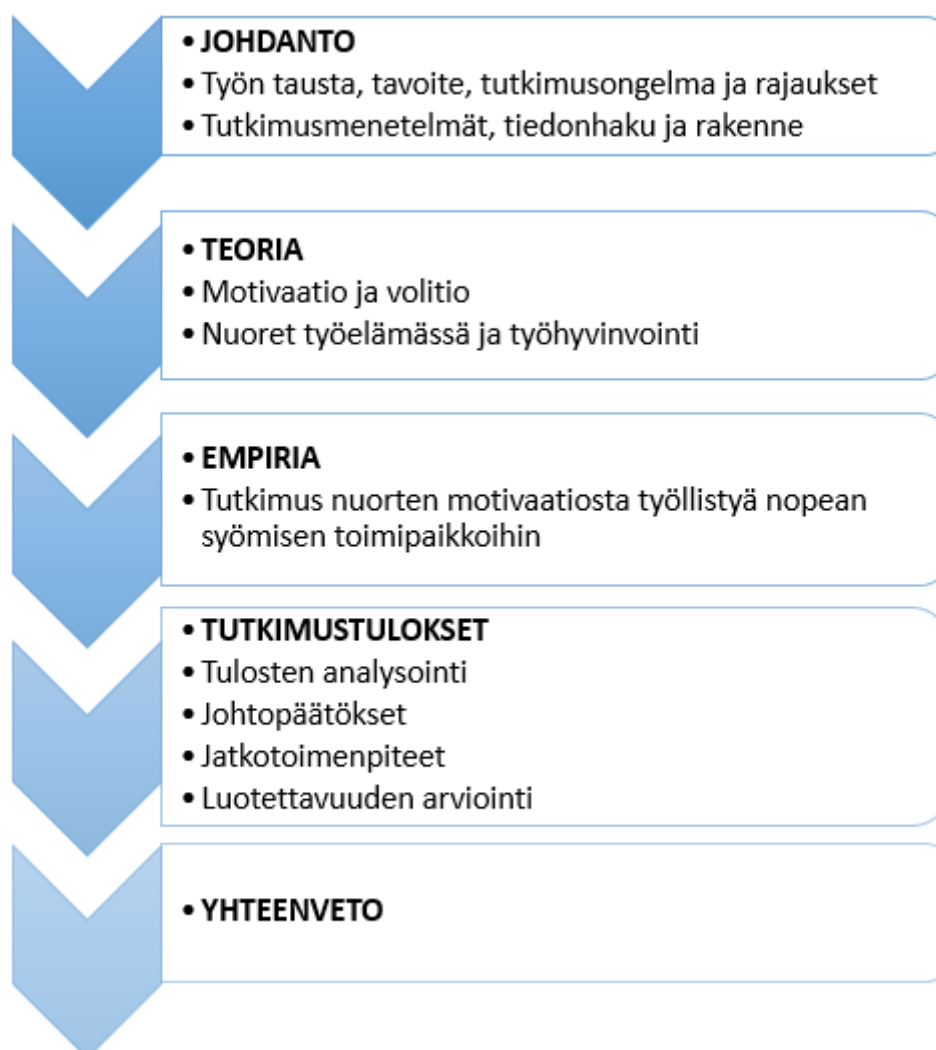 • JOHDANTO
• Työn tausta, tavoite, tutkimusongelma ja rajaukset
• Tutkimusmenetelmät, tiedonhaku ja rakenne
• TEORIA
• Motivaatio ja volitio
• Nuoret työelämässä ja työhyvinvointi
• EMPIRIA
• Tutkimus nuorten motivaatiosta työllistyä nopean
syömisen toimipaikkoihin
• TUTKIMUSTULOKSET
• Tulosten analysointi
• Johtopäätökset
• Jatkotoimenpiteet
• Luotettavuuden arviointi
• YHTEENVETO